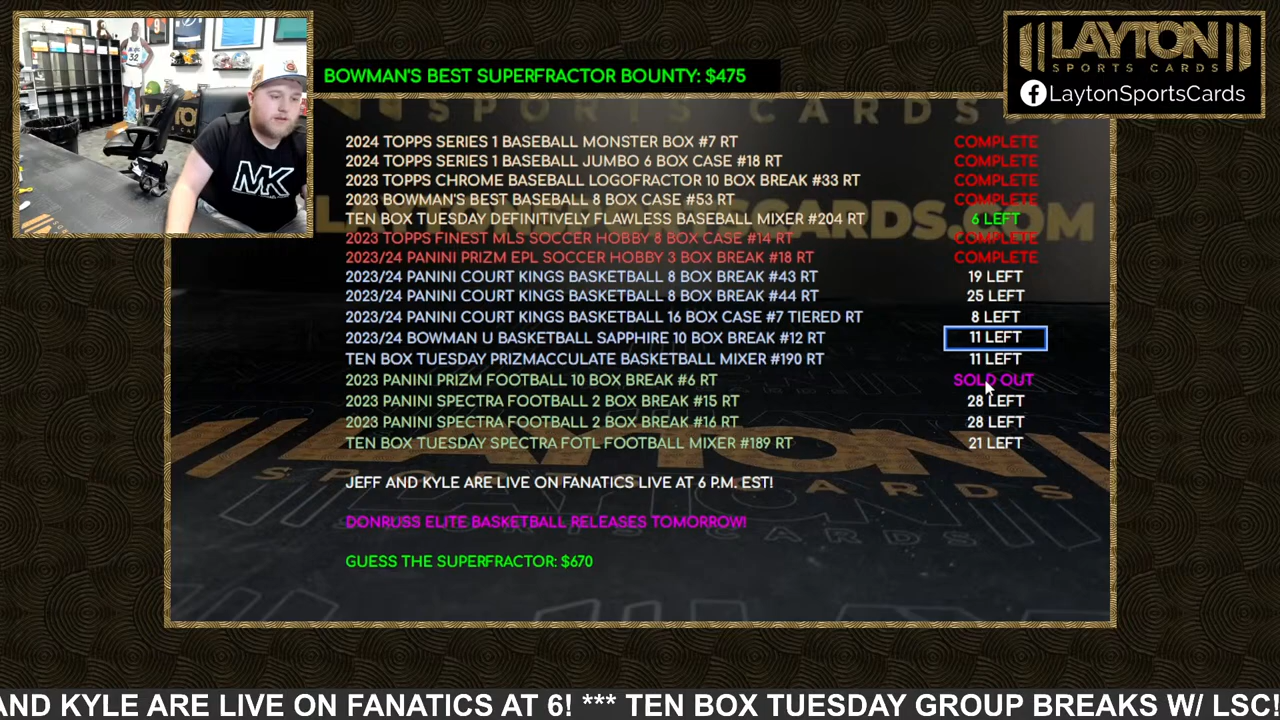 BOWMAN'S BEST SUPERFRACTOR BOUNTY: $475
LAYTON
SPORTS CARDS
LaytonSportsCards
SPORTS CARDS
32
MK
2024 TOPPS SERIES 1 BASEBALL MONSTER BOX #7 RT COMPLETE
2024 TOPPS SERIES 1 BASEBALL JUMBO 6 BOX CASE #18 RT COMPLETE
2023 TOPPS CHROME BASEBALL LOGOFRACTOR 10 BOX BREAK #33 RT COMPLETE
2023 BOWMAN'S BEST BASEBALL 8 BOX CASE #53 RT COMPLETE
TEN BOX TUESDAY DEFINITIVELY FLAWLESS BASEBALL MIXER #204 RT 6 LEFT
2023 TOPPS FINEST MLS SOCCER HOBBY 8 BOX CASE #14 RT COMPLETE
2023/24 PANINI PRIZM EPL SOCCER HOBBY 3 BOX BREAK #18 RT COMPLETE
2023/24 PANINI COURT KINGS BASKETBALL 8 BOX BREAK #43 RT 19 LEFT
2023/24 PANINI COURT KINGS BASKETBALL 8 BOX BREAK #44 RT 25 LEFT
2023/24 PANINI COURT KINGS BASKETBALL 16 BOX CASE #7 TIERED RT 8 LEFT
2023/24 BOWMAN U BASKETBALL SAPPHIRE 10 BOX BREAK #12 RT 11 LEFT
TEN BOX TUESDAY PRIZMACCULATE BASKETBALL MIXER #190 RT 11 LEFT
2023 PANINI PRIZM FOOTBALL 10 BOX BREAK #6 RT SOLD OUT
2023 PANINI SPECTRA FOOTBALL 2 BOX BREAK #15 RT 28 LEFT
2023 PANINI SPECTRA FOOTBALL 2 BOX BREAK #16 RT 28 LEFT
TEN BOX TUESDAY SPECTRA FOTL FOOTBALL MIXER #189 RT 21 LEFT
JEFF AND KYLE ARE LIVE ON FANATICS LIVE AT 6 P.M. EST!
DONRUSS ELITE BASKETBALL RELEASES TOMORROW!
GUESS THE SUPERFRACTOR: $670
AND KYLE ARE LIVE ON FANATICS AT 6! *** TEN BOX TUESDAY GROUP BREAKS W/ LSC!